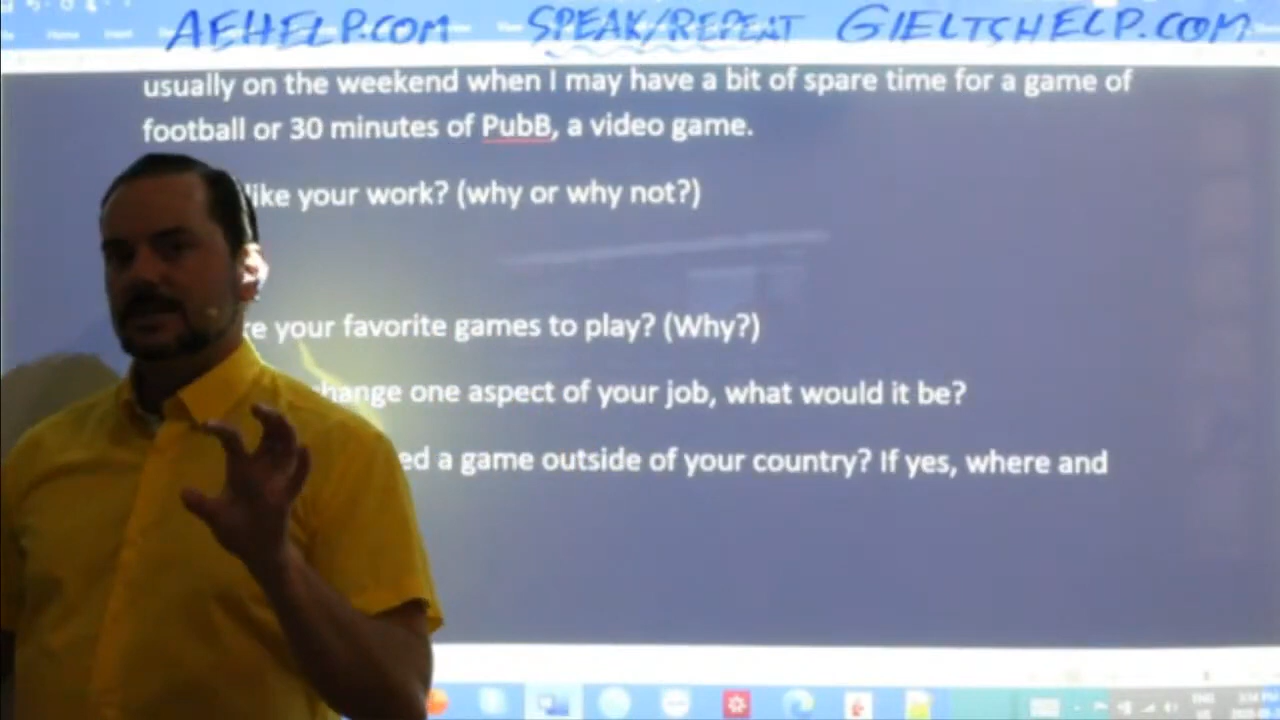 AEHELP.COM SPEAK/REPEAT GIELTSHELP.COM
usually on the weekend when I may have a bit of spare time for a game of
football or 30 minutes of PubB, a video game.
like your work? (why or why not?)
re your favorite games to play? (Why?)
change one aspect of your job, what would it be?
ed a game outside of your country? If yes, where and